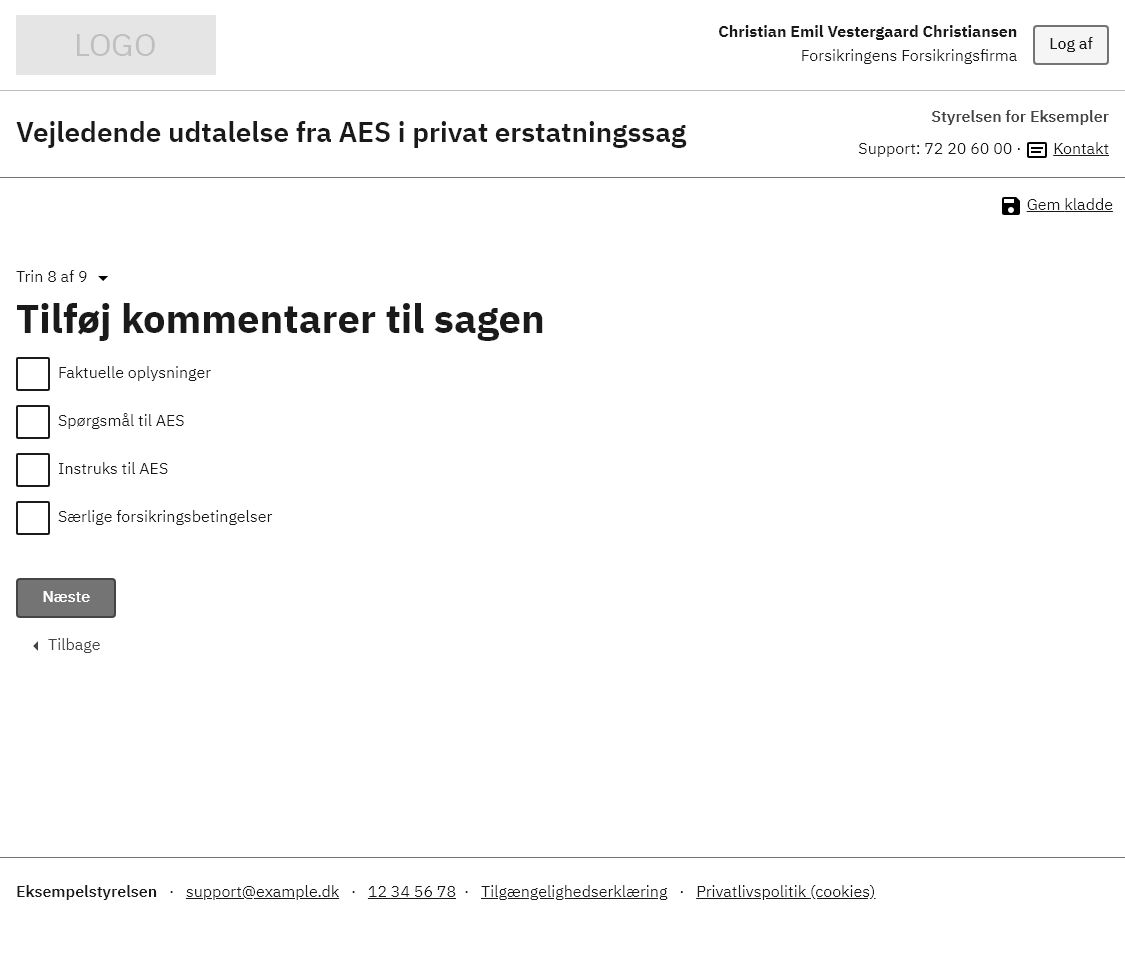 LOGO
Christian Emil Vestergaard Christiansen
Forsikringens Forsikringsfirma
Log af
Vejledende udtalelse fra AES i privat erstatningssag
Styrelsen for Eksempler
Support: 72 20 60 00 · Kontakt
Gem kladde
Trin 8 af 9
Tilføj kommentarer til sagen
Faktuelle oplysninger
Spørgsmål til AES
Instruks til AES
Særlige forsikringsbetingelser
Næste
Tilbage
Eksempelstyrelsen · support@example.dk · 12 34 56 78 · Tilgængelighedserklæring · Privatlivspolitik (cookies)